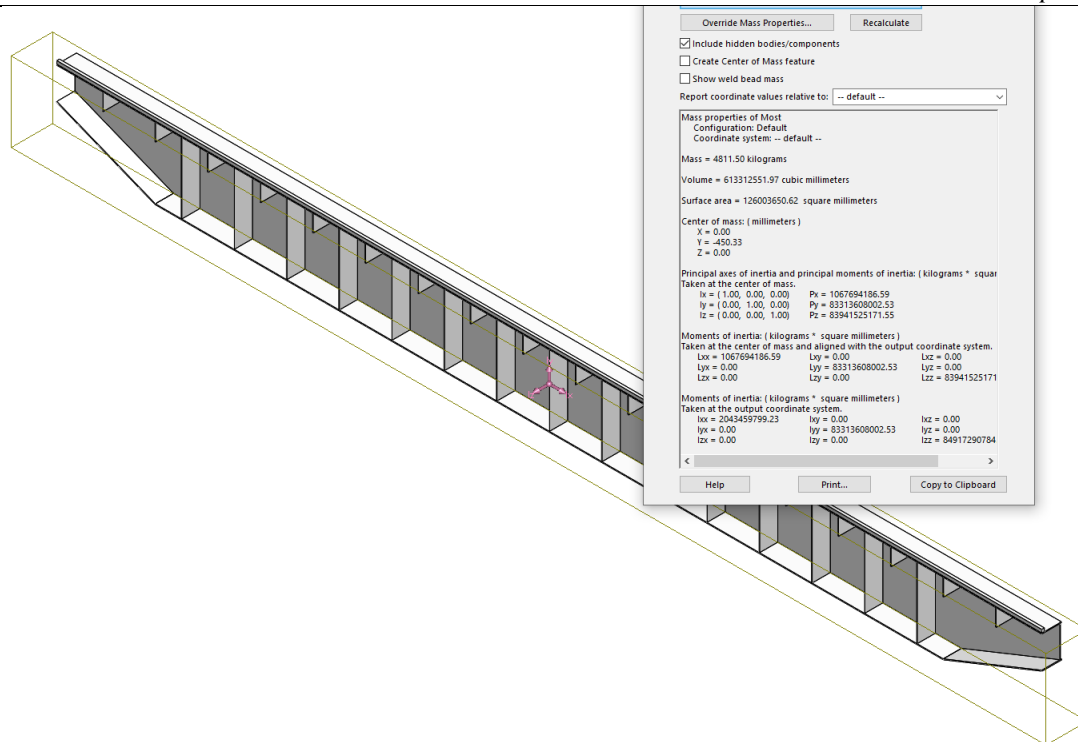 Override Mass Properties...
Recalculate
Include hidden bodies/components
Create Center of Mass feature
Show weld bead mass
Report coordinate values relative to: -- default --
Mass properties of Most
Configuration: Default
Coordinate system: -- default --
Mass = 4811.50 kilograms
Volume = 613312551.97 cubic millimeters
Surface area = 126003650.62 square millimeters
Center of mass: ( millimeters )
X = 0.00
Y = -450.33
Z = 0.00
Principal axes of inertia and principal moments of inertia: ( kilograms * squar
Taken at the center of mass.
Ix = ( 1.00, 0.00, 0.00) Px = 1067694186.59
Iy = ( 0.00, 1.00, 0.00) Py = 83313608002.53
Iz = ( 0.00, 0.00, 1.00) Pz = 83941525171.55
Moments of inertia: ( kilograms * square millimeters )
Taken at the center of mass and aligned with the output coordinate system.
Lxx = 1067694186.59 Lxy = 0.00 Lxz = 0.00
Lyx = 0.00 Lyy = 83313608002.53 Lyz = 0.00
Lzx = 0.00 Lzy = 0.00 Lzz = 83941525171
Moments of inertia: ( kilograms * square millimeters )
Taken at the output coordinate system.
Ixx = 2043459799.23 Ixy = 0.00 Ixz = 0.00
Iyx = 0.00 Iyy = 83313608002.53 Iyz = 0.00
Izx = 0.00 Izy = 0.00 Izz = 84917290784
Help
Print...
Copy to Clipboard